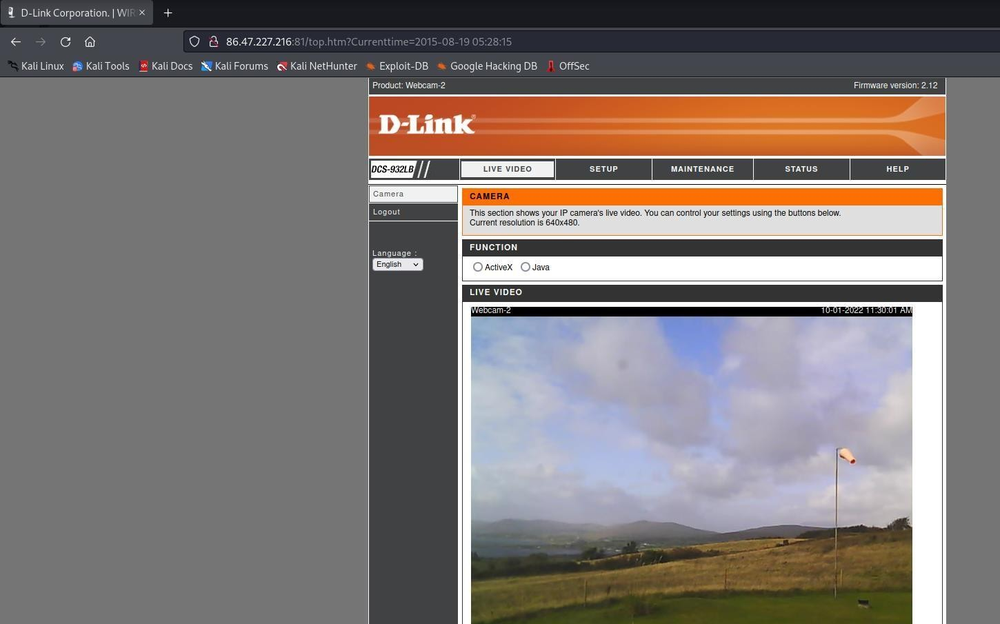 D-Link Corporation. | WIR
86.47.227.216:81/top.htm?Currenttime=2015-08-19 05:28:15
Kali Linux Kali Tools Kali Docs Kali Forums Kali NetHunter Exploit-DB Google Hacking DB OffSec
Product: Webcam-2 Firmware version: 2.12
D-Link®
DCS-932LB LIVE VIDEO SETUP MAINTENANCE STATUS HELP
Camera
Logout
Language :
English
CAMERA
This section shows your IP camera's live video. You can control your settings using the buttons below.
Current resolution is 640x480.
FUNCTION
ActiveX Java
LIVE VIDEO
Webcam-2 10-01-2022 11:30:01 AM